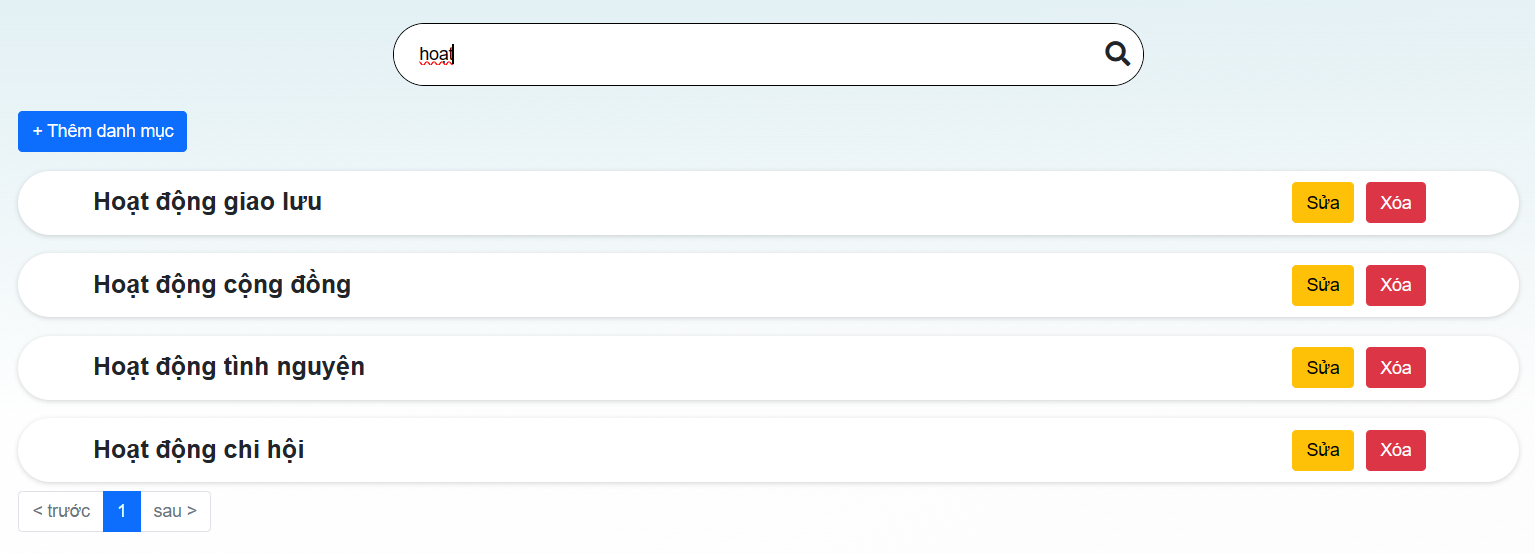 hoạt
+ Thêm danh mục
Hoạt động giao lưu Sửa Xóa
Hoạt động cộng đồng Sửa Xóa
Hoạt động tình nguyện Sửa Xóa
Hoạt động chi hội Sửa Xóa
< trước 1 sau >